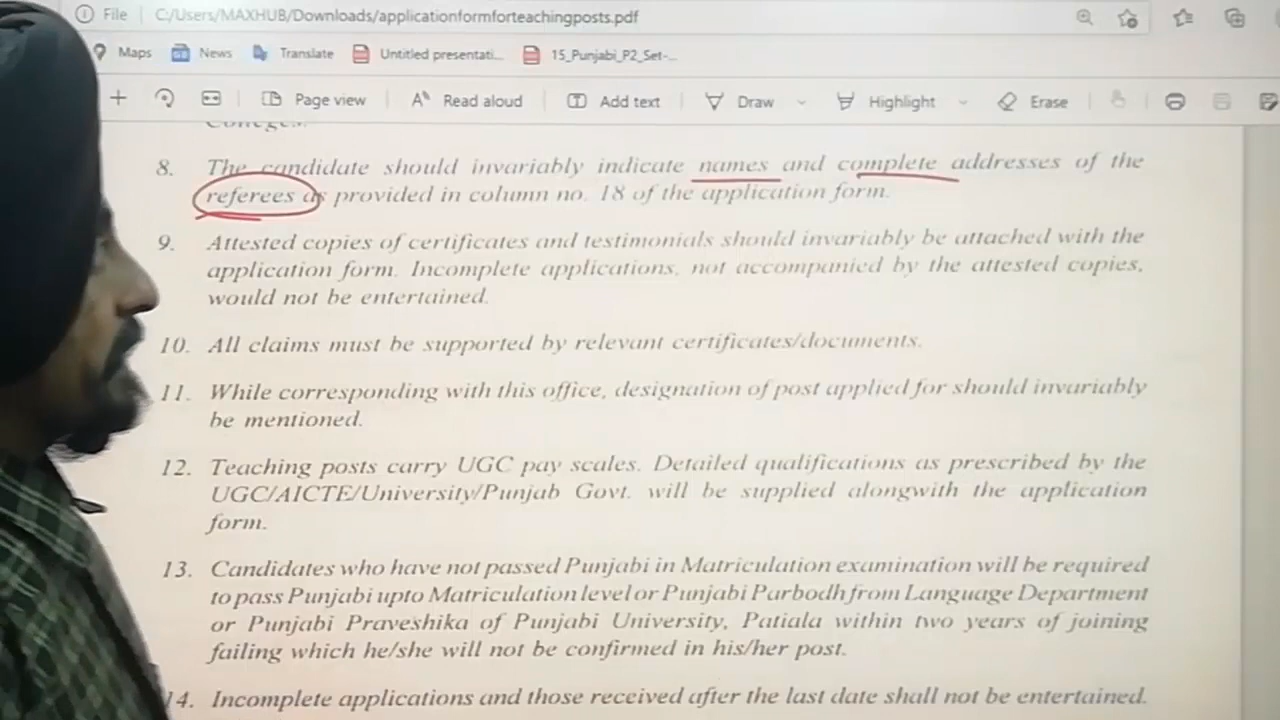 File C:/Users/MAXHUB/Downloads/applicationformforteachingposts.pdf
Maps News Translate Untitled presentati... 15_Punjabi_P2_Set-...
Page view Read aloud Add text Draw Highlight Erase
8. The candidate should invariably indicate names and complete addresses of the
referees as provided in column no. 18 of the application form.
9. Attested copies of certificates and testimonials should invariably be attached with the
application form. Incomplete applications, not accompanied by the attested copies,
would not be entertained.
10. All claims must be supported by relevant certificates/documents.
11. While corresponding with this office, designation of post applied for should invariably
be mentioned.
12. Teaching posts carry UGC pay scales. Detailed qualifications as prescribed by the
UGC/AICTE/University/Punjab Govt. will be supplied alongwith the application
form.
13. Candidates who have not passed Punjabi in Matriculation examination will be required
to pass Punjabi upto Matriculation level or Punjabi Parbodh from Language Department
or Punjabi Praveshika of Punjabi University, Patiala within two years of joining
failing which he/she will not be confirmed in his/her post.
14. Incomplete applications and those received after the last date shall not be entertained.